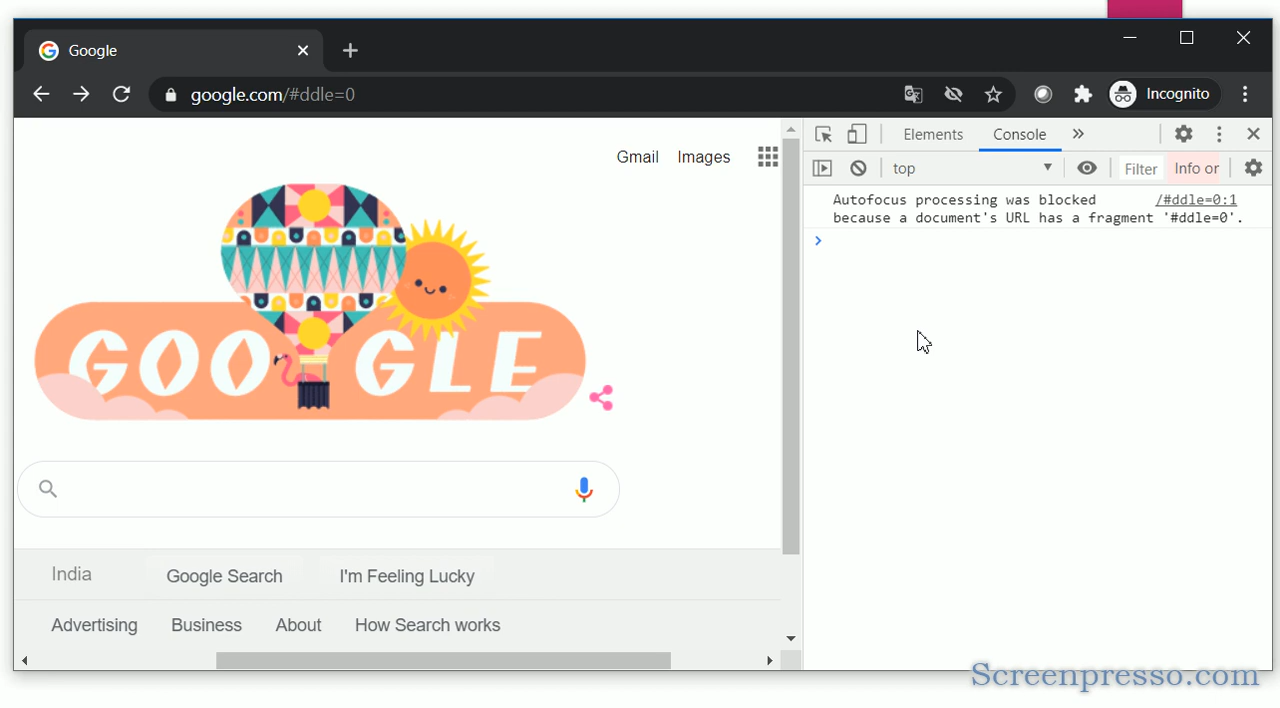 Google
google.com/#ddle=0
Incognito
Gmail Images
GOOGLE
India Google Search I'm Feeling Lucky
Advertising Business About How Search works
Elements Console
top Filter Info or
Autofocus processing was blocked /#ddle=0:1
because a document's URL has a fragment '#ddle=0'.
Screenpresso.com